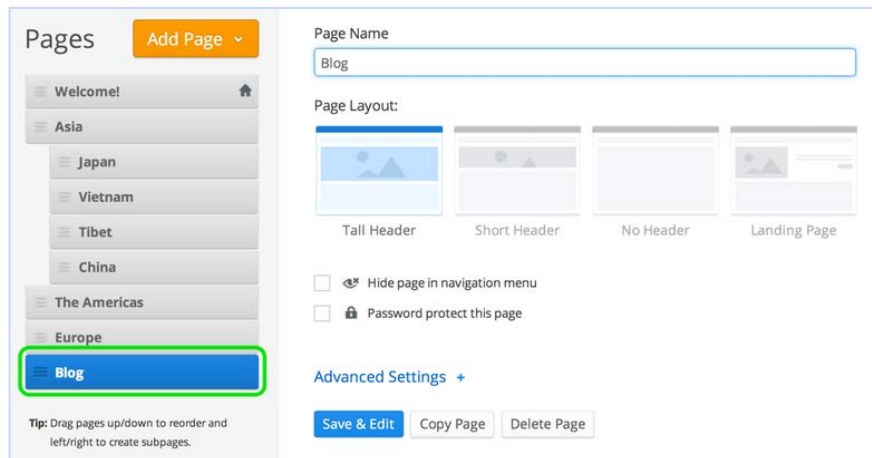 Pages
Add Page
Welcome!
Asia
Japan
Vietnam
Tibet
China
The Americas
Europe
Blog
Tip: Drag pages up/down to reorder and
left/right to create subpages.
Page Name
Blog
Page Layout:
Tall Header Short Header No Header Landing Page
Hide page in navigation menu
Password protect this page
Advanced Settings +
Save & Edit Copy Page Delete Page